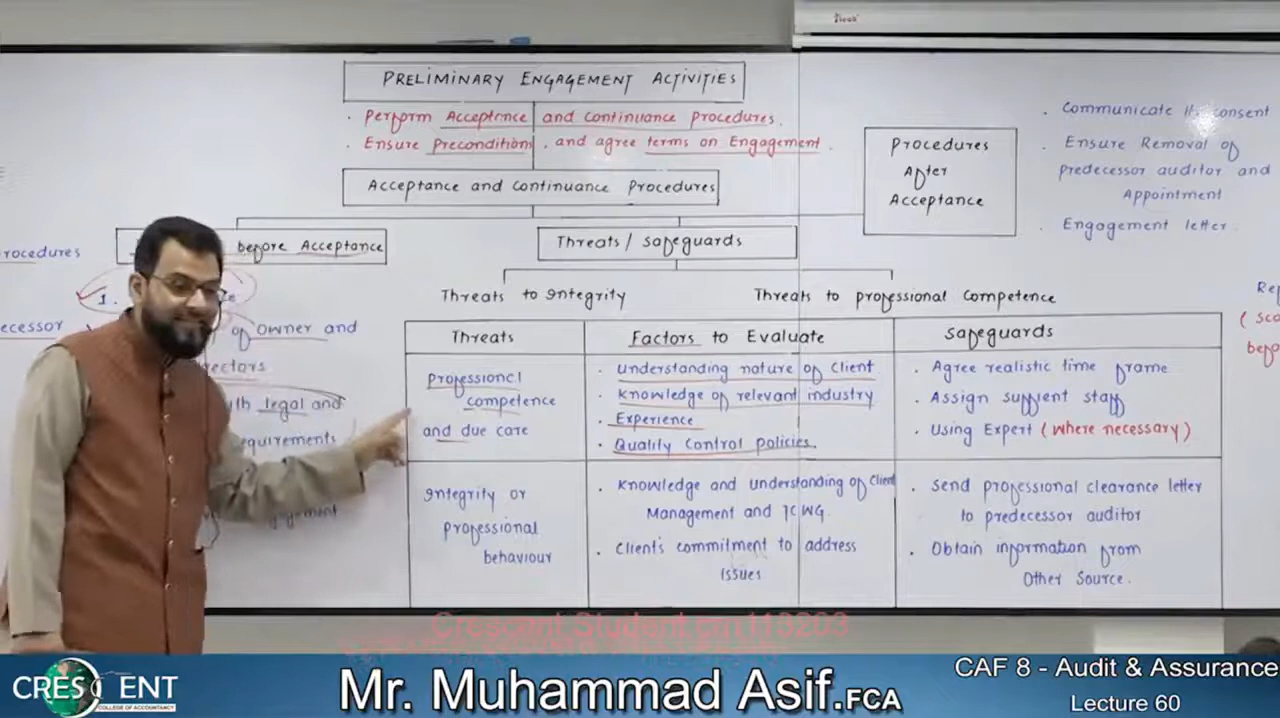 PRELIMINARY ENGAGEMENT ACTIVITIES
. Perform Acceptance and continuance procedures.
. Ensure Precondition . and agree terms on Engagement.
Acceptance and continuance Procedures
Procedures
After
Acceptance
. Communicate its consent
. Ensure Removal of
predecessor auditor and
Appointment
. Engagement letter.
rocedures
before Acceptance
1.
ecessor
of Owner and
ectors
legal and
equirements
Threats / safeguards
Threats to integrity
Threats to professional competence
Threats
Factors to Evaluate
Safeguards
Professioncl
competence
and due care
. Understanding nature of Client
. Knowledge of relevant industry
. Experience
. Quality Control policies.
. Agree realistic time frame
. Assign suffient staff
. Using Expert (where necessary)
integrity or
professional
behaviour
. Knowledge and understanding of Client
Management and TCWG.
. Client's commitment to address
issues
. Send professional clearance letter
to predecessor auditor
. Obtain information from
Other Source.
Rep
(sco
befo
Crescent Student ca113203
CRESCENT
COLLEGE OF ACCOUNTANCY
Mr. Muhammad Asif.FCA
CAF 8 - Audit & Assurance
Lecture 60